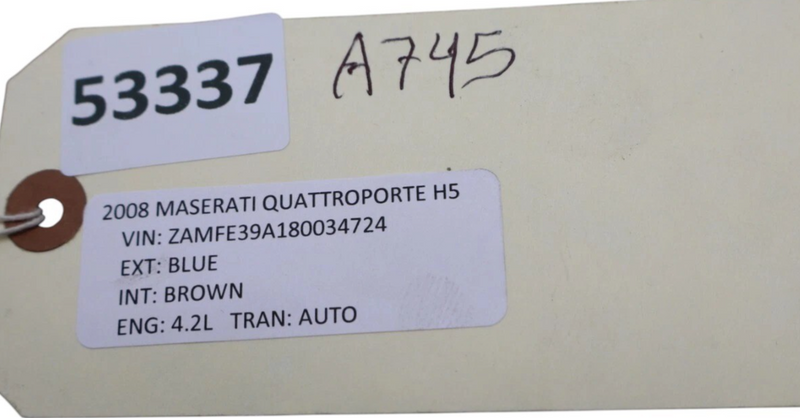 53337
A745
2008 MASERATI QUATTROPORTE H5
VIN: ZAMFE39A180034724
EXT: BLUE
INT: BROWN
ENG: 4.2L TRAN: AUTO